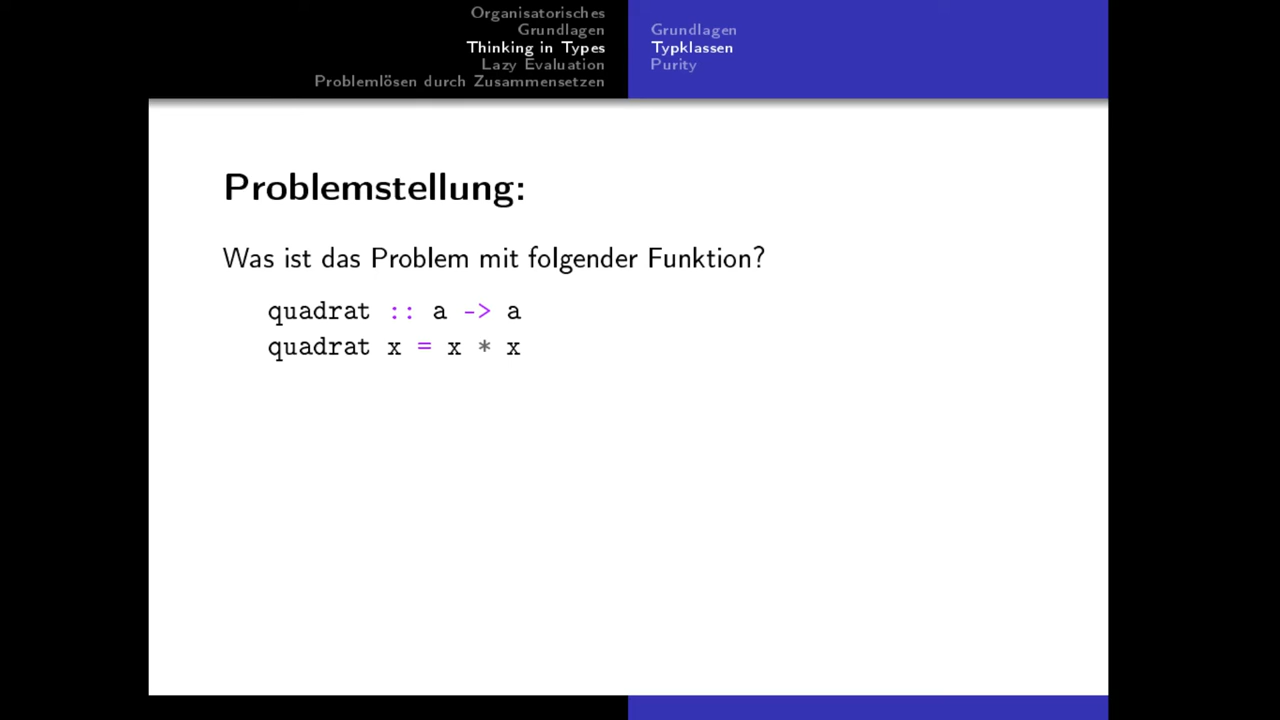 Organisatorisches
Grundlagen
Thinking in Types
Lazy Evaluation
Problemlösen durch Zusammensetzen
Grundlagen
Typklassen
Purity
Problemstellung:
Was ist das Problem mit folgender Funktion?
quadrat :: a -> a
quadrat x = x * x